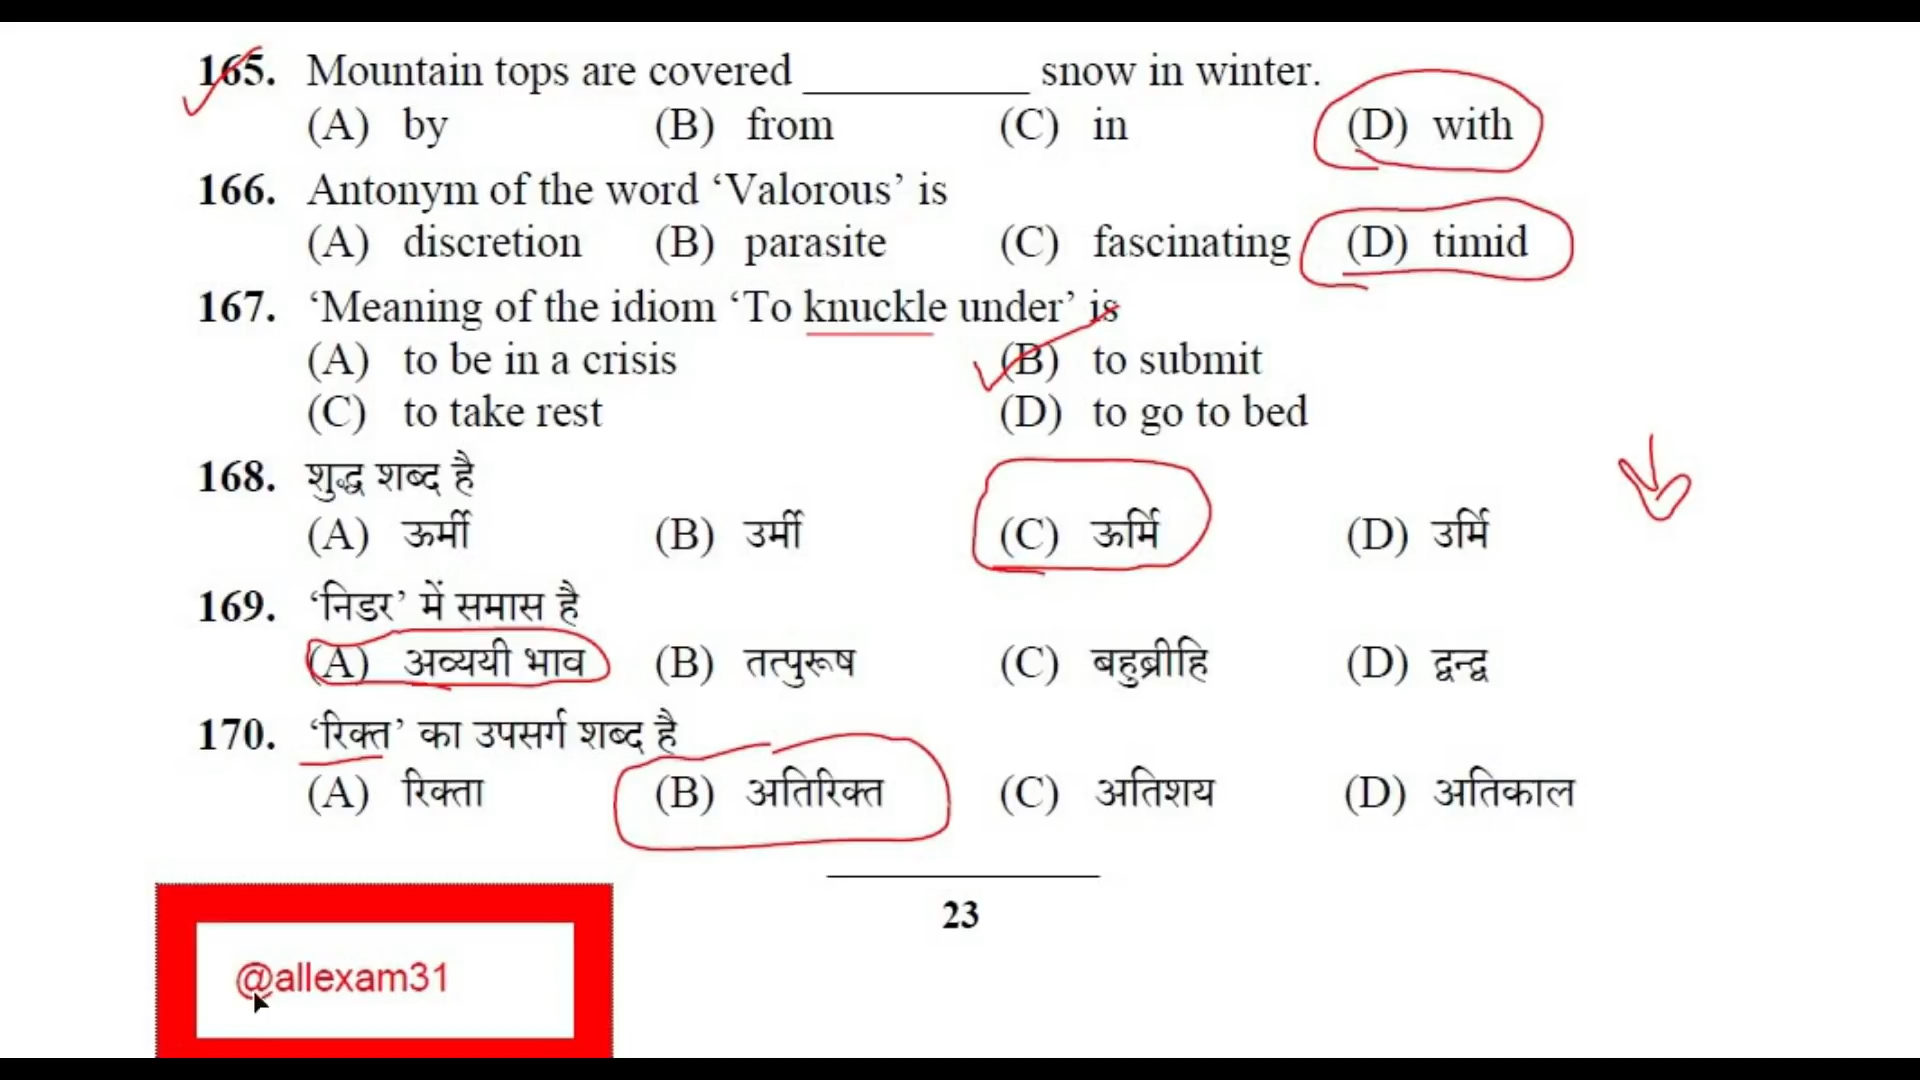 165. Mountain tops are covered __________ snow in winter.
(A) by (B) from (C) in (D) with
166. Antonym of the word ‘Valorous’ is
(A) discretion (B) parasite (C) fascinating (D) timid
167. ‘Meaning of the idiom ‘To knuckle under’ is
(A) to be in a crisis (B) to submit
(C) to take rest (D) to go to bed
168. शुद्ध शब्द है
(A) ऊर्मी (B) उर्मी (C) ऊर्मि (D) उर्मि
169. ‘निडर’ में समास है
(A) अव्ययी भाव (B) तत्पुरूष (C) बहुब्रीहि (D) द्वन्द्व
170. ‘रिक्त’ का उपसर्ग शब्द है
(A) रिक्ता (B) अतिरिक्त (C) अतिशय (D) अतिकाल
23
@allexam31